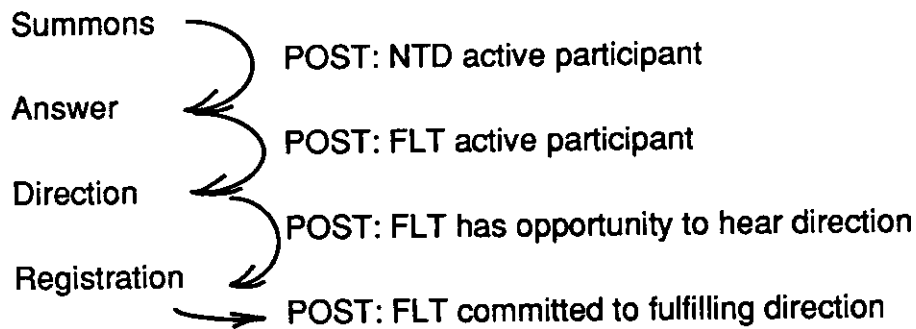 Summons
POST: NTD active participant
Answer
POST: FLT active participant
Direction
POST: FLT has opportunity to hear direction
Registration
POST: FLT committed to fulfilling direction